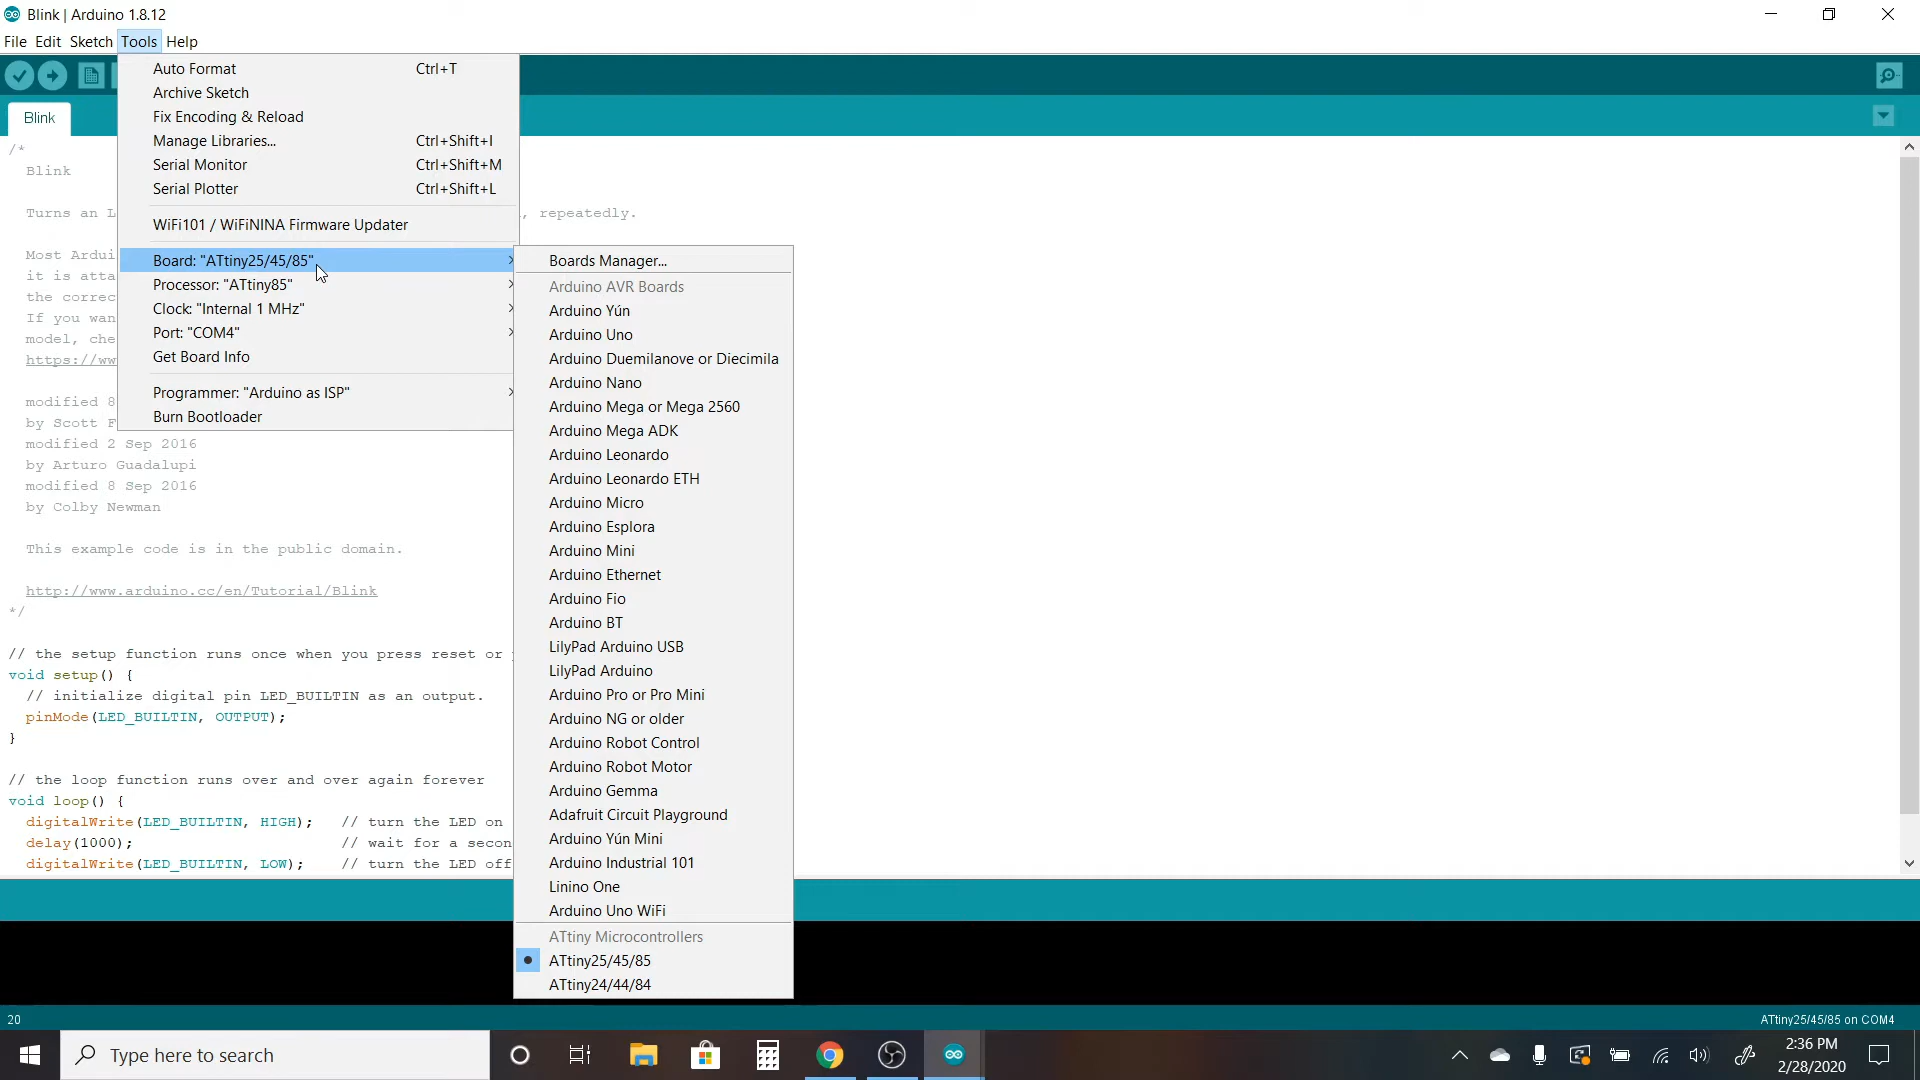 Blink | Arduino 1.8.12
File Edit Sketch Tools Help
Auto Format Ctrl+T
Archive Sketch
Fix Encoding & Reload
Manage Libraries... Ctrl+Shift+I
Serial Monitor Ctrl+Shift+M
Serial Plotter Ctrl+Shift+L
WiFi101 / WiFiNINA Firmware Updater
Board: "ATtiny25/45/85"
Processor: "ATtiny85"
Clock: "Internal 1 MHz"
Port: "COM4"
Get Board Info
Programmer: "Arduino as ISP"
Burn Bootloader
Boards Manager...
Arduino AVR Boards
Arduino Yún
Arduino Uno
Arduino Duemilanove or Diecimila
Arduino Nano
Arduino Mega or Mega 2560
Arduino Mega ADK
Arduino Leonardo
Arduino Leonardo ETH
Arduino Micro
Arduino Esplora
Arduino Mini
Arduino Ethernet
Arduino Fio
Arduino BT
LilyPad Arduino USB
LilyPad Arduino
Arduino Pro or Pro Mini
Arduino NG or older
Arduino Robot Control
Arduino Robot Motor
Arduino Gemma
Adafruit Circuit Playground
Arduino Yún Mini
Arduino Industrial 101
Linino One
Arduino Uno WiFi
ATtiny Microcontrollers
ATtiny25/45/85
ATtiny24/44/84
Blink
/*
Blink
Turns an L , repeatedly.
Most Ardui
it is atta
the correc
If you wan
model, che
https://ww
modified 8
by Scott F
modified 2 Sep 2016
by Arturo Guadalupi
modified 8 Sep 2016
by Colby Newman
This example code is in the public domain.
http://www.arduino.cc/en/Tutorial/Blink
*/
// the setup function runs once when you press reset or
void setup() {
// initialize digital pin LED_BUILTIN as an output.
pinMode(LED_BUILTIN, OUTPUT);
}
// the loop function runs over and over again forever
void loop() {
digitalWrite(LED_BUILTIN, HIGH); // turn the LED on
delay(1000); // wait for a secon
digitalWrite(LED_BUILTIN, LOW); // turn the LED off
20
ATtiny25/45/85 on COM4
Type here to search
2:36 PM
2/28/2020